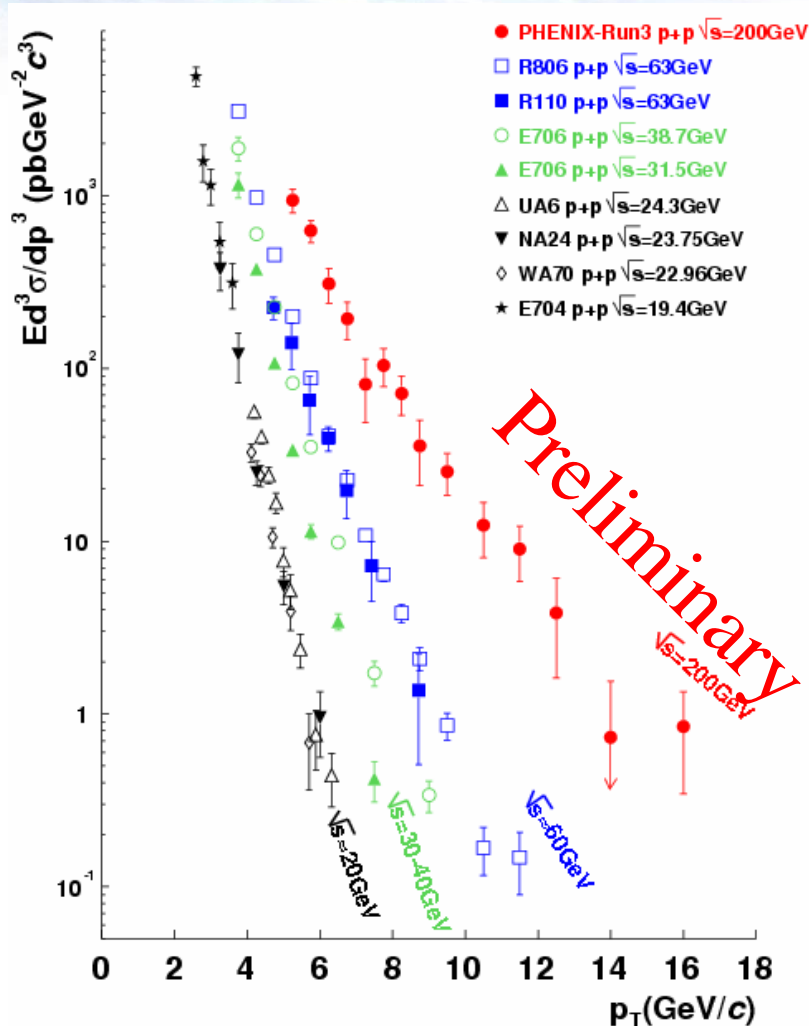 Ed³σ/dp³ (pbGeV⁻²c³)
PHENIX-Run3 p+p √s=200GeV
R806 p+p √s=63GeV
R110 p+p √s=63GeV
E706 p+p √s=38.7GeV
E706 p+p √s=31.5GeV
UA6 p+p √s=24.3GeV
NA24 p+p √s=23.75GeV
WA70 p+p √s=22.96GeV
E704 p+p √s=19.4GeV
10³
10²
10
1
10⁻¹
Preliminary
√s=200GeV
√s=20GeV
√s=30-40GeV
√s=60GeV
0 2 4 6 8 10 12 14 16 18
p_T(GeV/c)